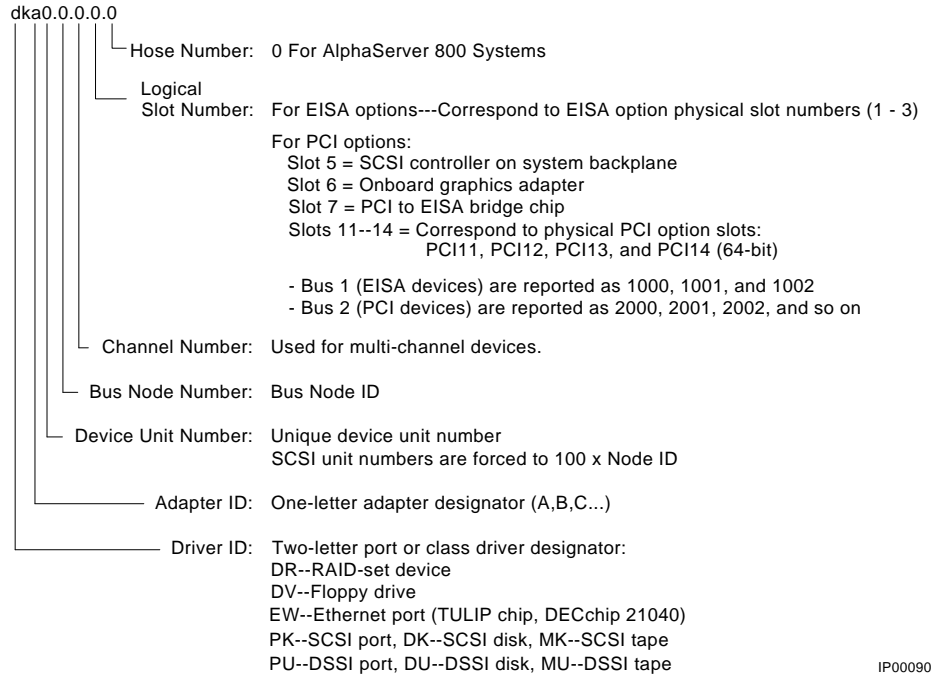 dka0.0.0.0.0
Hose Number: 0 For AlphaServer 800 Systems
Logical
Slot Number: For EISA options---Correspond to EISA option physical slot numbers (1 - 3)
For PCI options:
Slot 5 = SCSI controller on system backplane
Slot 6 = Onboard graphics adapter
Slot 7 = PCI to EISA bridge chip
Slots 11--14 = Correspond to physical PCI option slots:
PCI11, PCI12, PCI13, and PCI14 (64-bit)
- Bus 1 (EISA devices) are reported as 1000, 1001, and 1002
- Bus 2 (PCI devices) are reported as 2000, 2001, 2002, and so on
Channel Number: Used for multi-channel devices.
Bus Node Number: Bus Node ID
Device Unit Number: Unique device unit number
SCSI unit numbers are forced to 100 x Node ID
Adapter ID: One-letter adapter designator (A,B,C...)
Driver ID: Two-letter port or class driver designator:
DR--RAID-set device
DV--Floppy drive
EW--Ethernet port (TULIP chip, DECchip 21040)
PK--SCSI port, DK--SCSI disk, MK--SCSI tape
PU--DSSI port, DU--DSSI disk, MU--DSSI tape
IP00090